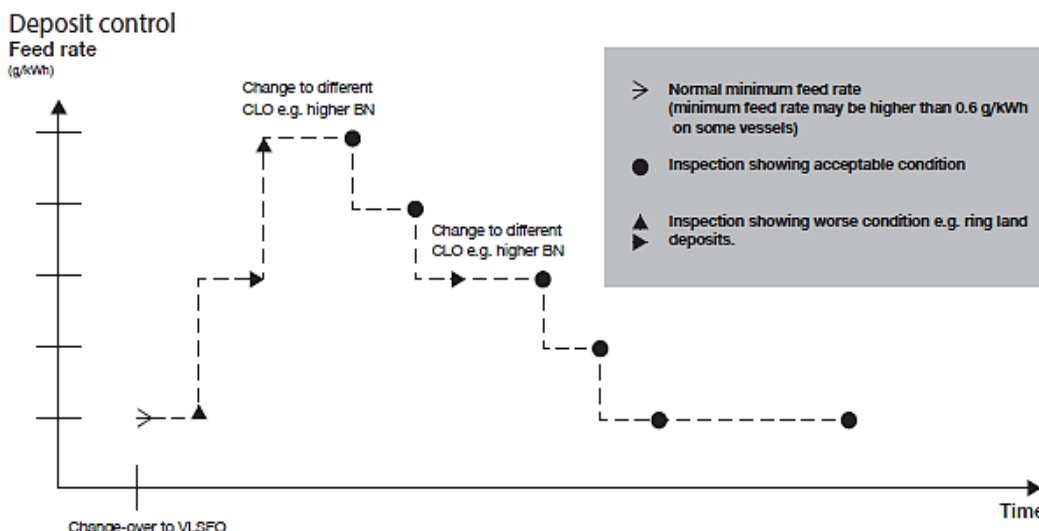 Deposit control
Feed rate
(g/kWh)
Change to different
CLO e.g. higher BN
Change to different
CLO e.g. higher BN
Normal minimum feed rate
(minimum feed rate may be higher than 0.6 g/kWh
on some vessels)
Inspection showing acceptable condition
Inspection showing worse condition e.g. ring land
deposits.
Time
Change-over to VLSFO